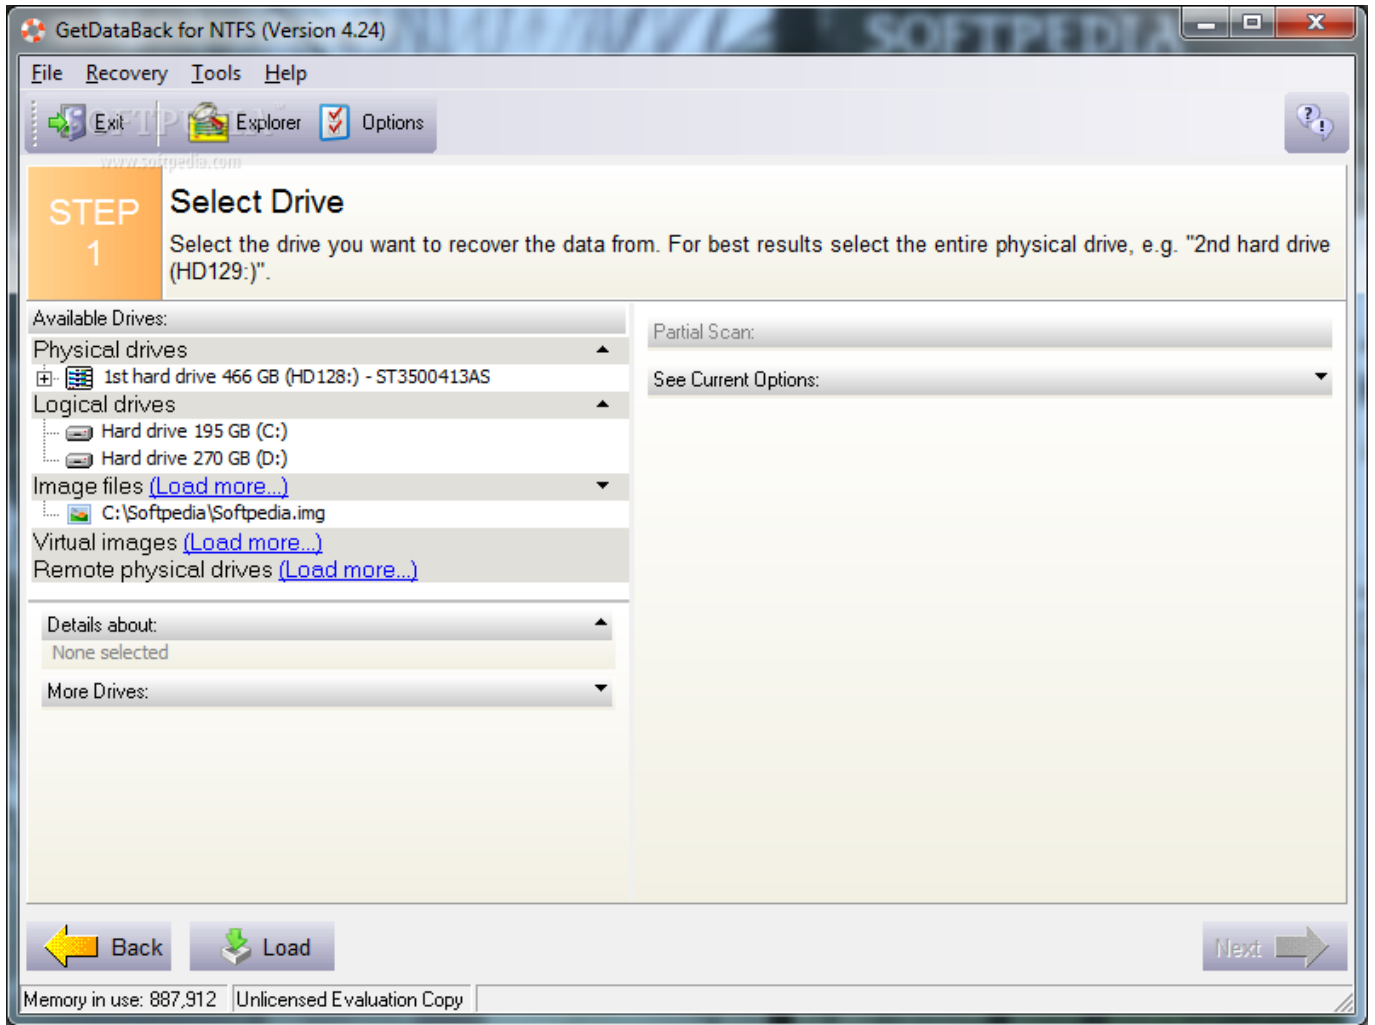 GetDataBack for NTFS (Version 4.24)
SOFTPEDIA
File Recovery Tools Help
Exit Explorer Options
SOFTPEDIA
www.softpedia.com
STEP
1
Select Drive
Select the drive you want to recover the data from. For best results select the entire physical drive, e.g. "2nd hard drive
(HD129:)".
Available Drives:
Physical drives
1st hard drive 466 GB (HD128:) - ST3500413AS
Logical drives
Hard drive 195 GB (C:)
Hard drive 270 GB (D:)
Image files (Load more...)
C:\Softpedia\Softpedia.img
Virtual images (Load more...)
Remote physical drives (Load more...)
Details about:
None selected
More Drives:
Partial Scan:
See Current Options:
Back Load Next
Memory in use: 887,912 Unlicensed Evaluation Copy